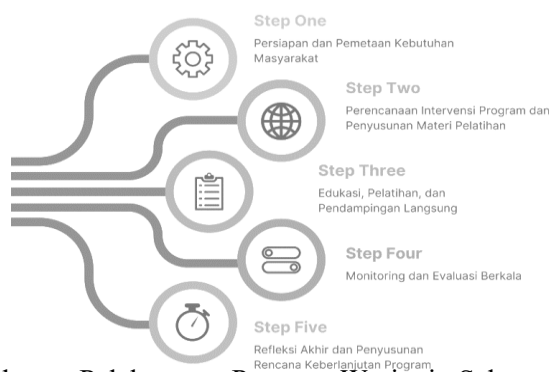 Step One
Persiapan dan Pemetaan Kebutuhan
Masyarakat
Step Two
Perencanaan Intervensi Program dan
Penyusunan Materi Pelatihan
Step Three
Edukasi, Pelatihan, dan
Pendampingan Langsung
Step Four
Monitoring dan Evaluasi Berkala
Step Five
Refleksi Akhir dan Penyusunan
Rencana Keberlanjutan Program